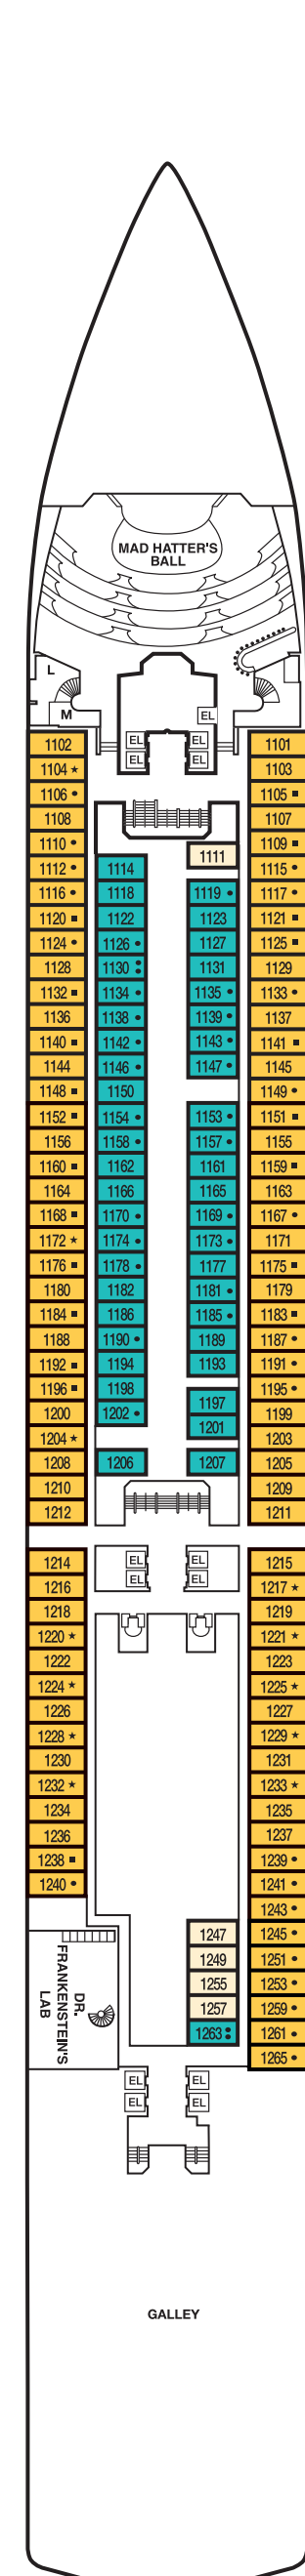 MAD HATTER'S
BALL
L
M
EL
EL EL
EL EL
1102 1101
1104 ★ 1103
1106 ● 1105 ■
1108 1107
1110 ● 1111 1109 ■
1112 ● 1114 1115 ●
1116 ● 1118 1119 ● 1117 ●
1120 ■ 1122 1123 1121 ■
1124 ● 1126 ● 1127 1125 ■
1128 1130 : 1131 1129
1132 ■ 1134 ● 1135 ● 1133 ●
1136 1138 ● 1139 ● 1137
1140 ■ 1142 ● 1143 ● 1141 ■
1144 1146 ● 1147 ● 1145
1148 ■ 1150 1149 ●
1152 ■ 1154 ● 1153 ● 1151 ■
1156 1158 ● 1157 ● 1155
1160 ■ 1162 1161 1159 ■
1164 1166 1165 1163
1168 ■ 1170 ● 1169 ● 1167 ●
1172 ★ 1174 ● 1173 ● 1171
1176 ■ 1178 ● 1177 1175 ■
1180 1182 1181 ● 1179
1184 ■ 1186 1185 ● 1183 ■
1188 1190 ● 1189 1187 ●
1192 ■ 1194 1193 1191 ●
1196 ■ 1198 1197 1195 ●
1200 1202 ● 1201 1199
1204 ★ 1203
1208 1206 1207 1205
1210 1209
1212 1211
1214 EL EL 1215
1216 EL EL 1217 ★
1218 1219
1220 ★ 1221 ★
1222 1223
1224 ★ 1225 ★
1226 1227
1228 ★ 1229 ★
1230 1231
1232 ★ 1233 ★
1234 1235
1236 1237
1238 ■ 1239 ●
1240 ● 1241 ●
1243 ●
1247 1245 ●
1249 1251 ●
1255 1253 ●
1257 1259 ●
1263 : 1261 ●
1265 ●
DR.
FRANKENSTEIN'S
LAB
EL EL
EL EL
GALLEY